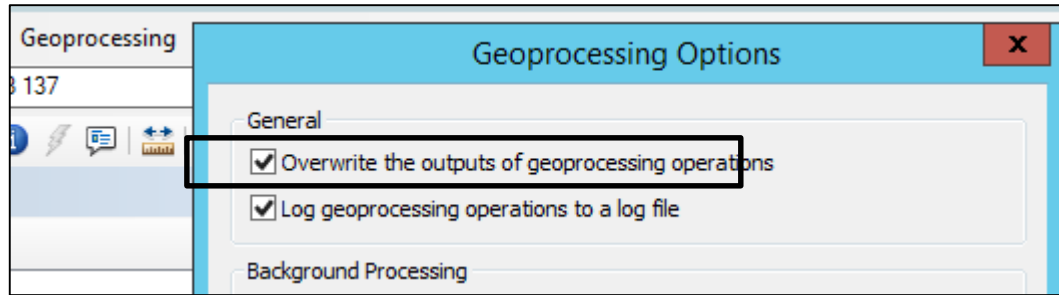 Geoprocessing
Geoprocessing Options
x
137
General
Overwrite the outputs of geoprocessing operations
Log geoprocessing operations to a log file
Background Processing